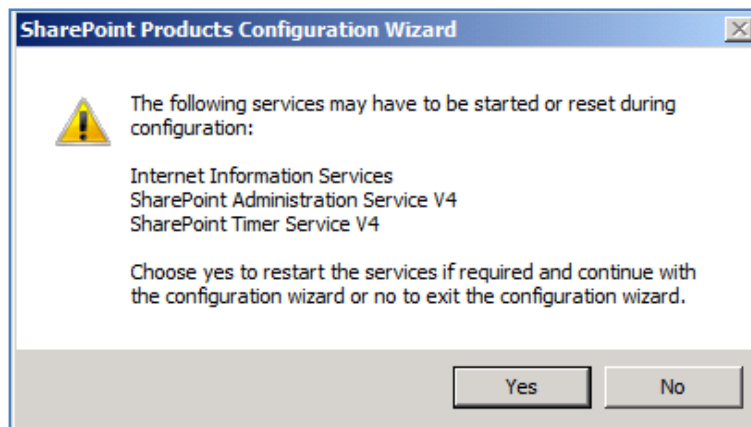 SharePoint Products Configuration Wizard
The following services may have to be started or reset during
configuration:
Internet Information Services
SharePoint Administration Service V4
SharePoint Timer Service V4
Choose yes to restart the services if required and continue with
the configuration wizard or no to exit the configuration wizard.
Yes No